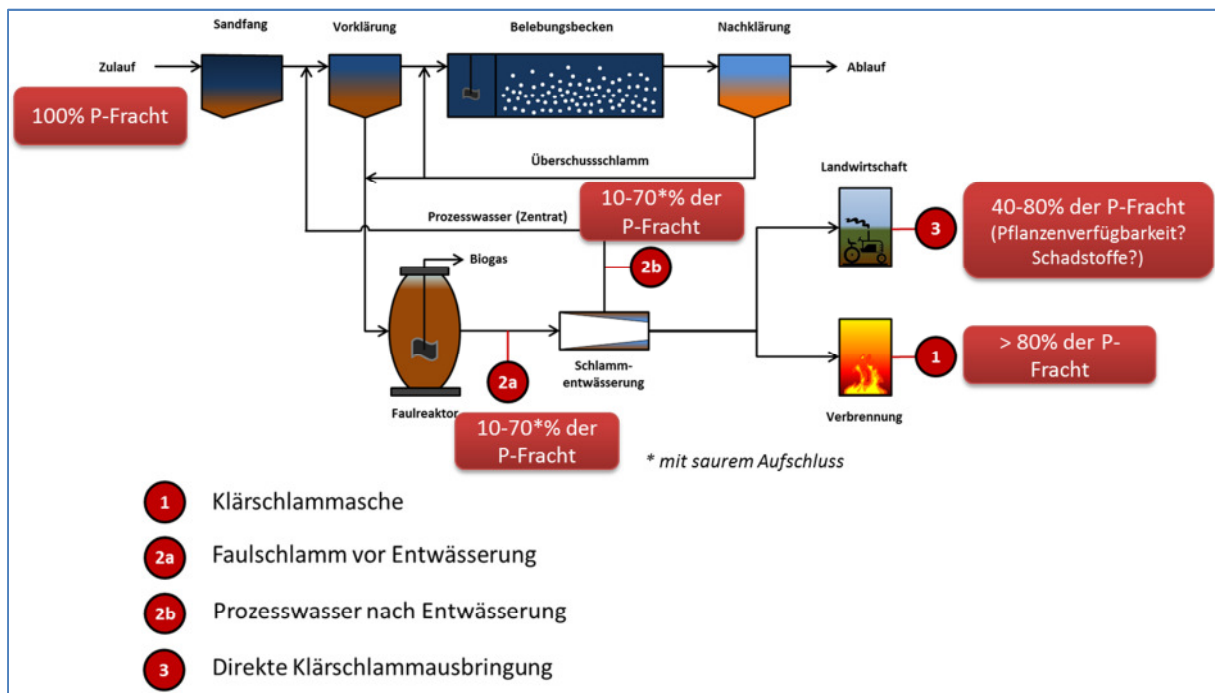 Sandfang
Vorklärung
Belebungsbecken
Nachklärung
Zulauf
Ablauf
100% P-Fracht
Überschussschlamm
Landwirtschaft
10-70*% der
P-Fracht
Prozesswasser (Zentrat)
2b
3
40-80% der P-Fracht
(Pflanzenverfügbarkeit?
Schadstoffe?)
Biogas
2a
Schlamm-
entwässerung
1
> 80% der P-
Fracht
Faulreaktor
Verbrennung
10-70*% der
P-Fracht
* mit saurem Aufschluss
1 Klärschlammasche
2a Faulschlamm vor Entwässerung
2b Prozesswasser nach Entwässerung
3 Direkte Klärschlammausbringung